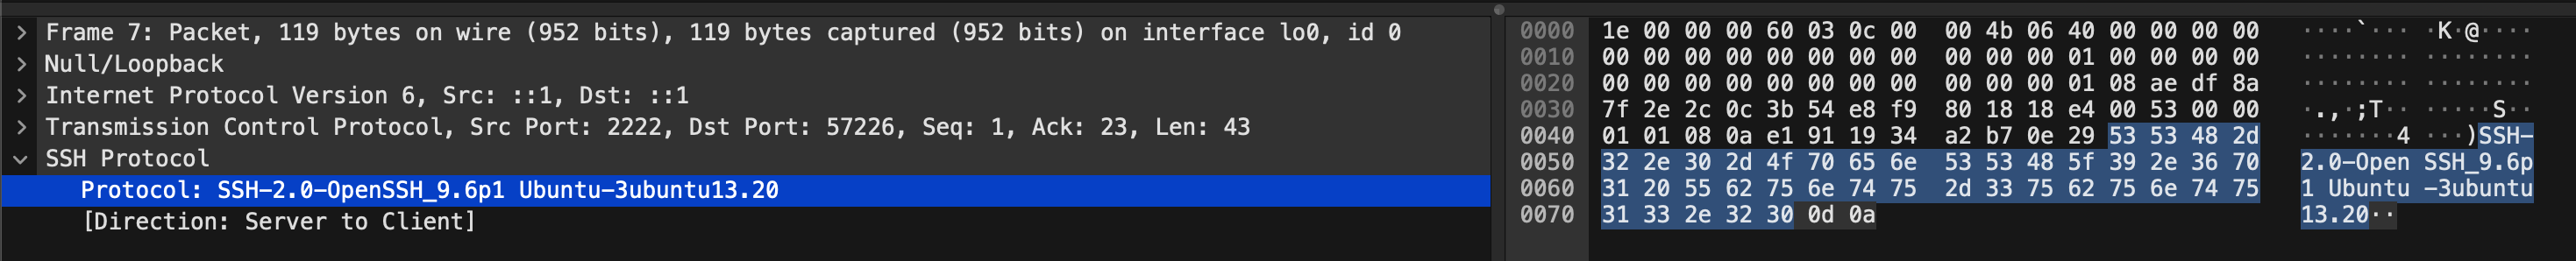 Frame 7: Packet, 119 bytes on wire (952 bits), 119 bytes captured (952 bits) on interface lo0, id 0
Null/Loopback
Internet Protocol Version 6, Src: ::1, Dst: ::1
Transmission Control Protocol, Src Port: 2222, Dst Port: 57226, Seq: 1, Ack: 23, Len: 43
SSH Protocol
Protocol: SSH-2.0-OpenSSH_9.6p1 Ubuntu-3ubuntu13.20
[Direction: Server to Client]
0000 1e 00 00 00 60 03 0c 00 00 4b 06 40 00 00 00 00 ····`··· ·K·@····
0010 00 00 00 00 00 00 00 00 00 00 00 01 00 00 00 00 ········ ········
0020 00 00 00 00 00 00 00 00 00 00 00 01 08 ae df 8a ········ ········
0030 7f 2e 2c 0c 3b 54 e8 f9 80 18 18 e4 00 53 00 00 ·.,·;T·· ·····S··
0040 01 01 08 0a e1 91 19 34 a2 b7 0e 29 53 53 48 2d ·······4 ···)SSH-
0050 32 2e 30 2d 4f 70 65 6e 53 53 48 5f 39 2e 36 70 2.0-Open SSH_9.6p
0060 31 20 55 62 75 6e 74 75 2d 33 75 62 75 6e 74 75 1 Ubuntu -3ubuntu
0070 31 33 2e 32 30 0d 0a 13.20··